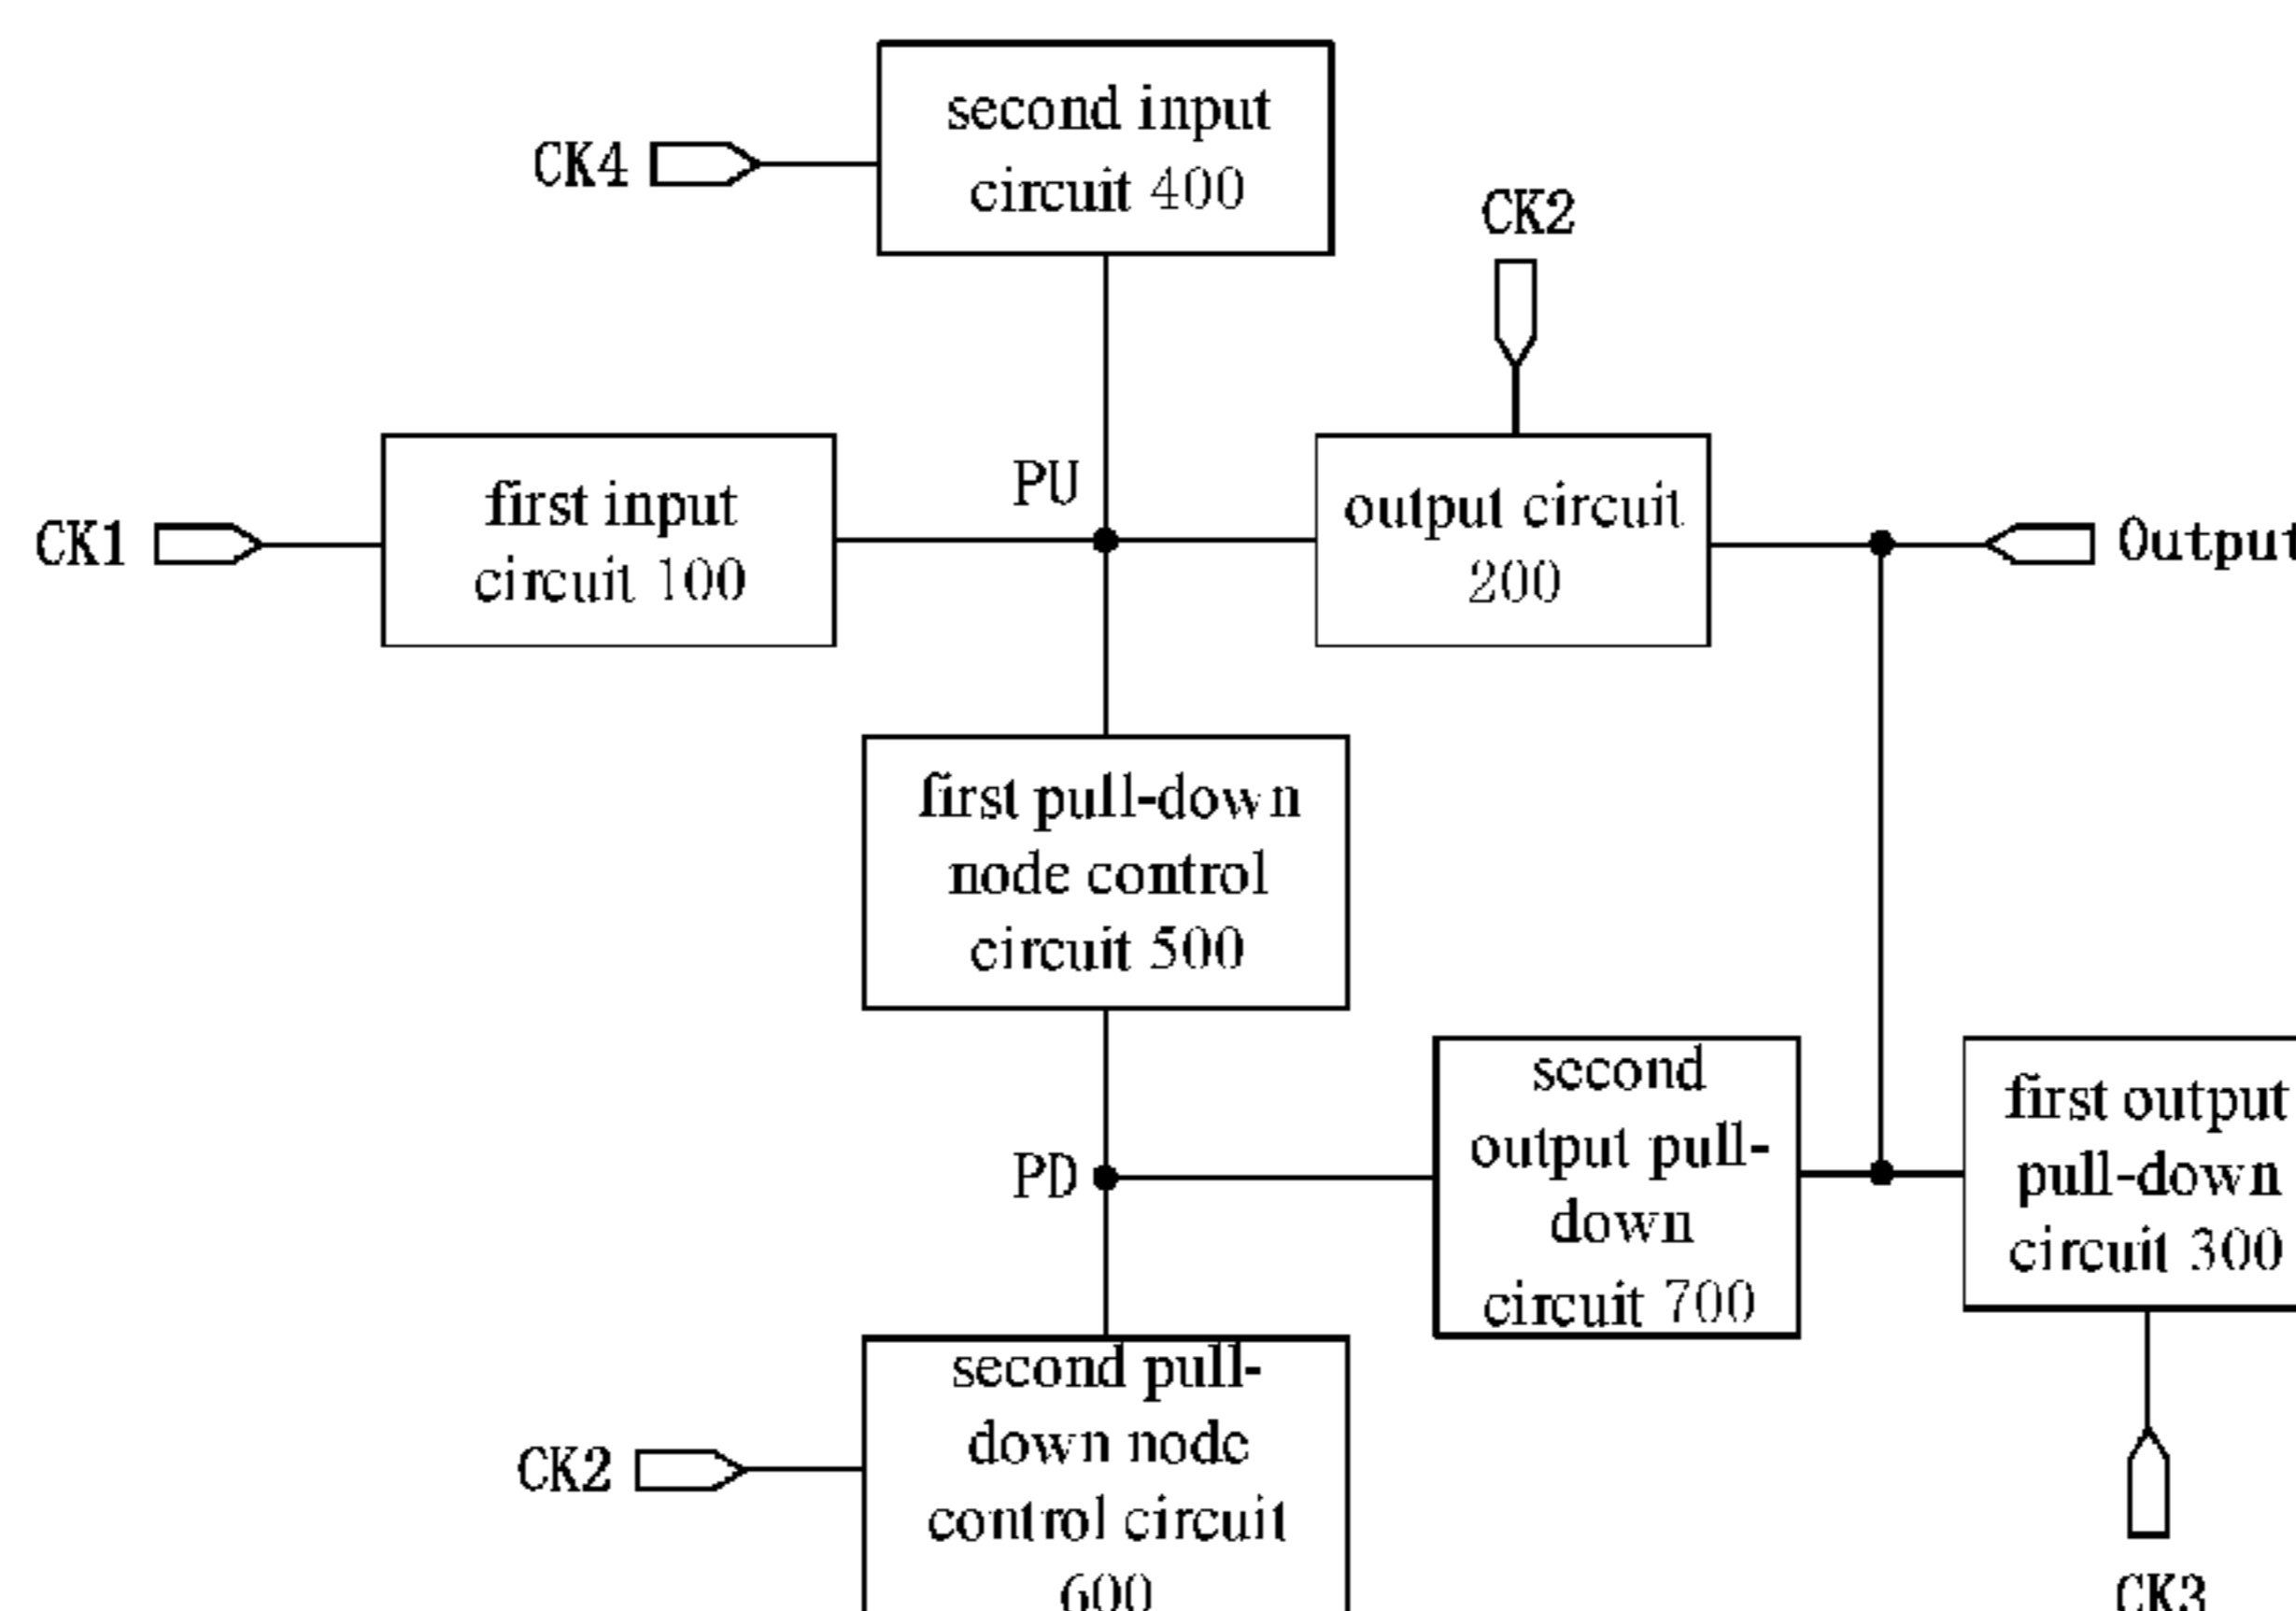 second input
circuit 400
CK4
CK2
PU
first input
circuit 100
output circuit
200
CK1
Output
first pull-down
node control
circuit 500
second
output pull-
down
circuit 700
first output
pull-down
circuit 300
PD
second pull-
down node
control circuit
600
CK2
CK3